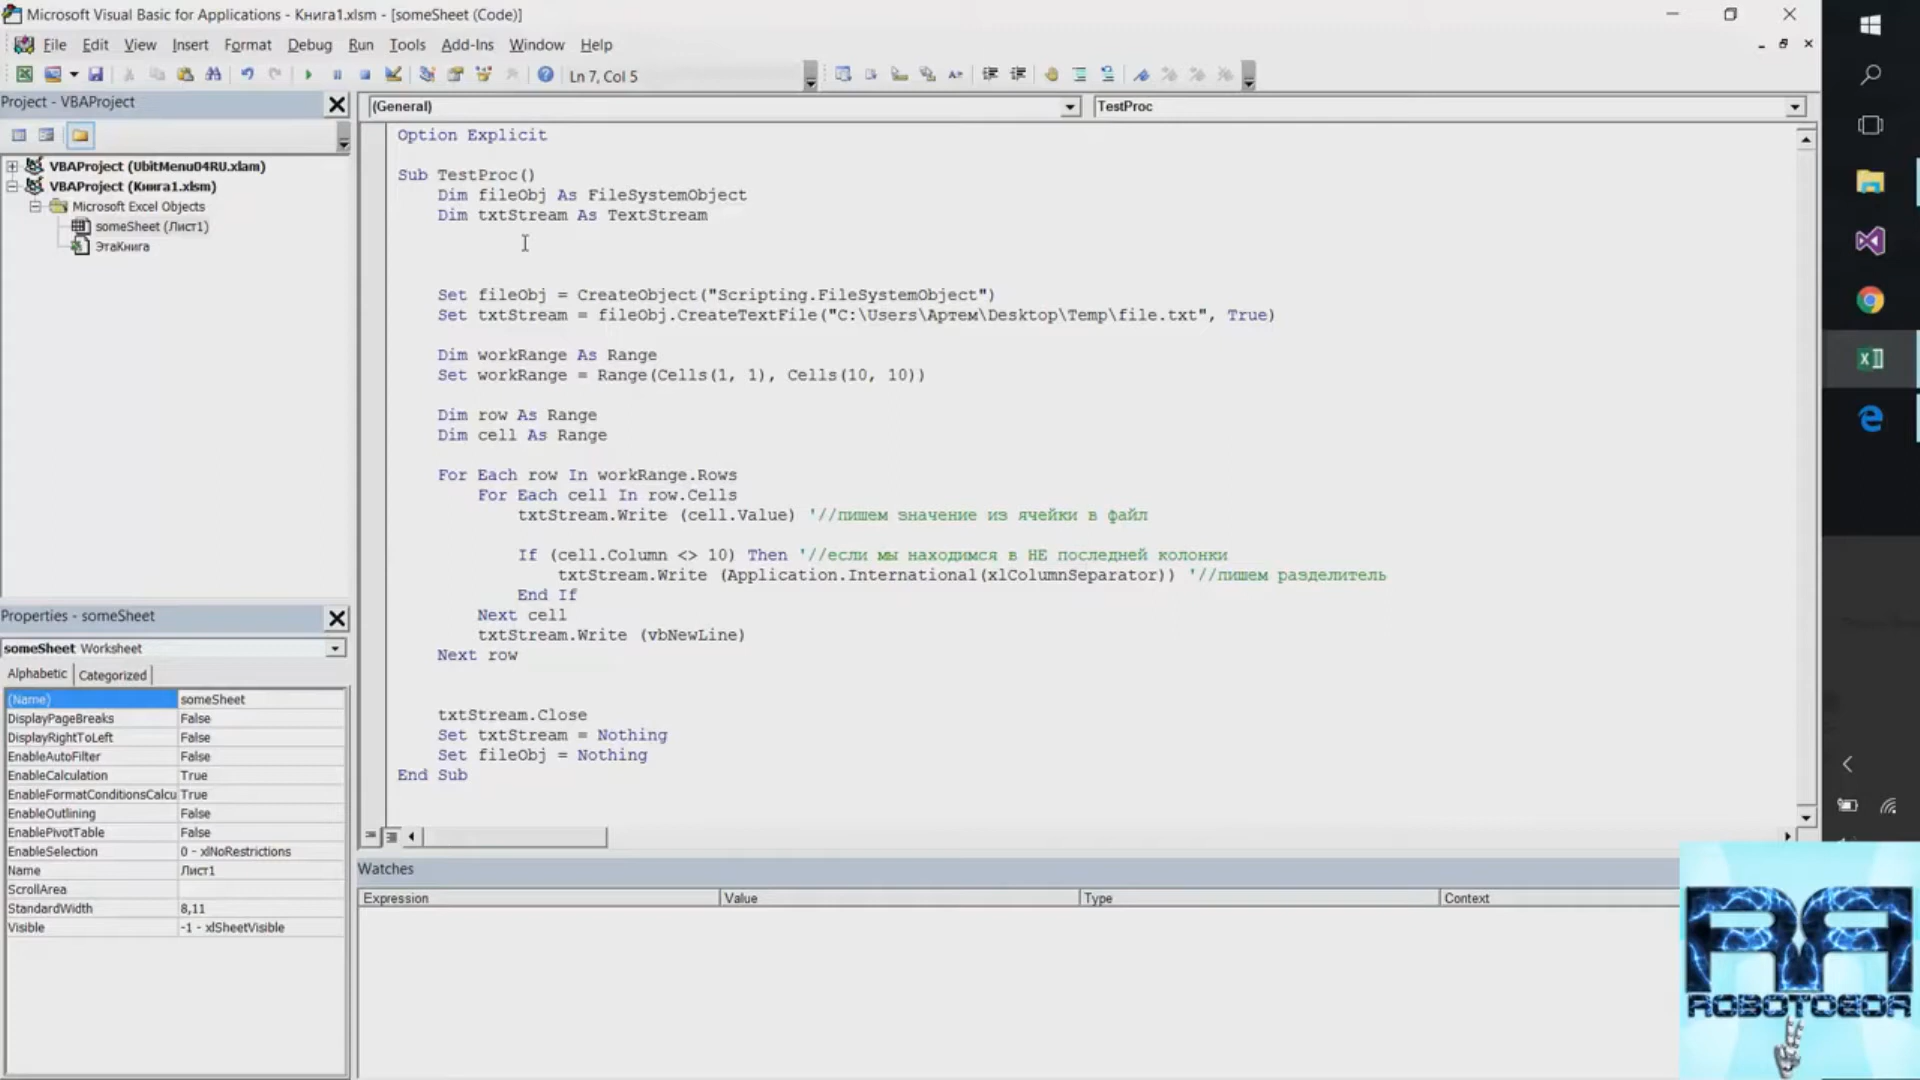 Microsoft Visual Basic for Applications - Книга1.xlsm - [someSheet (Code)]
File Edit View Insert Format Debug Run Tools Add-Ins Window Help
Ln 7, Col 5
Project - VBAProject
(General)
TestProc
VBAProject (UbitMenu04RU.xlam)
VBAProject (Книга1.xlsm)
Microsoft Excel Objects
someSheet (Лист1)
ЭтаКнига
Option Explicit
Sub TestProc()
Dim fileObj As FileSystemObject
Dim txtStream As TextStream
Set fileObj = CreateObject("Scripting.FileSystemObject")
Set txtStream = fileObj.CreateTextFile("C:\Users\Артем\Desktop\Temp\file.txt", True)
Dim workRange As Range
Set workRange = Range(Cells(1, 1), Cells(10, 10))
Dim row As Range
Dim cell As Range
For Each row In workRange.Rows
For Each cell In row.Cells
txtStream.Write (cell.Value) '//пишем значение из ячейки в файл
If (cell.Column <> 10) Then '//если мы находимся в НЕ последней колонки
txtStream.Write (Application.International(xlColumnSeparator)) '//пишем разделитель
End If
Next cell
txtStream.Write (vbNewLine)
Next row
txtStream.Close
Set txtStream = Nothing
Set fileObj = Nothing
End Sub
Properties - someSheet
someSheet Worksheet
Alphabetic Categorized
(Name) someSheet
DisplayPageBreaks False
DisplayRightToLeft False
EnableAutoFilter False
EnableCalculation True
EnableFormatConditionsCalcu True
EnableOutlining False
EnablePivotTable False
EnableSelection 0 - xlNoRestrictions
Name Лист1
ScrollArea
StandardWidth 8,11
Visible -1 - xlSheetVisible
Watches
Expression Value Type Context